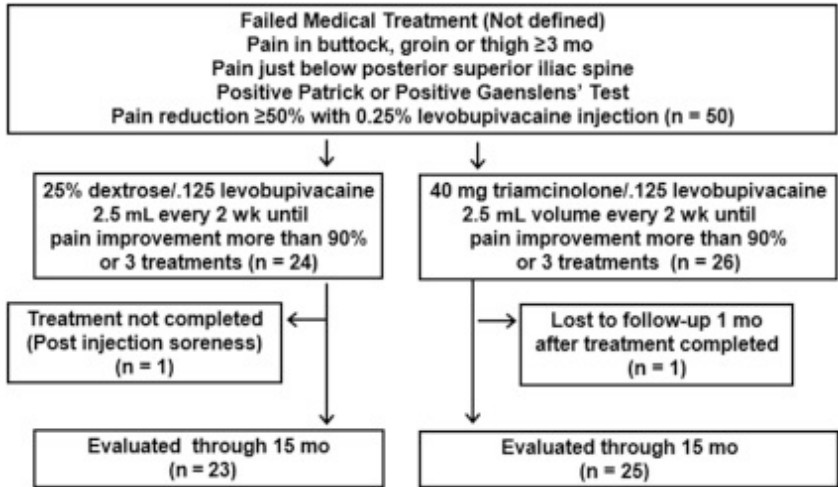 Failed Medical Treatment (Not defined)
Pain in buttock, groin or thigh ≥3 mo
Pain just below posterior superior iliac spine
Positive Patrick or Positive Gaenslens' Test
Pain reduction ≥50% with 0.25% levobupivacaine injection (n = 50)
25% dextrose/.125 levobupivacaine
2.5 mL every 2 wk until
pain improvement more than 90%
or 3 treatments (n = 24)
40 mg triamcinolone/.125 levobupivacaine
2.5 mL volume every 2 wk until
pain improvement more than 90%
or 3 treatments (n = 26)
Treatment not completed
(Post injection soreness)
(n = 1)
Lost to follow-up 1 mo
after treatment completed
(n = 1)
Evaluated through 15 mo
(n = 23)
Evaluated through 15 mo
(n = 25)